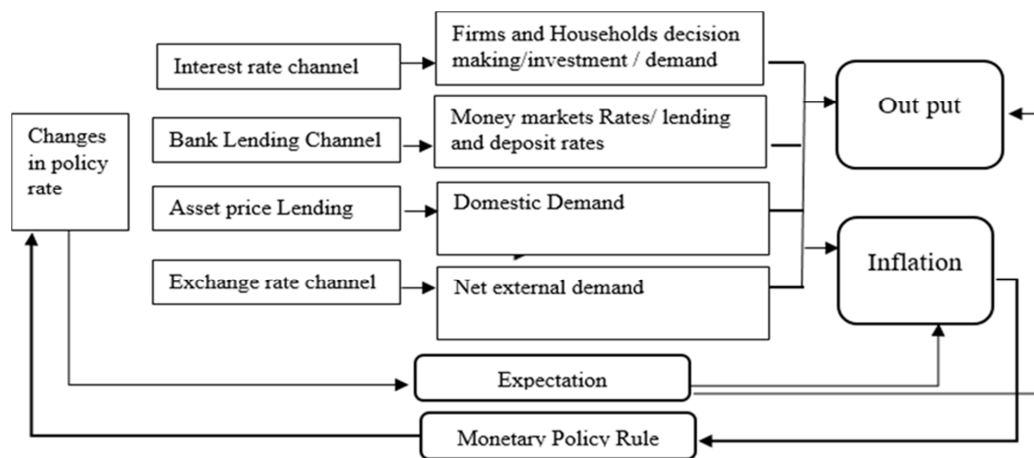 Changes
in policy
rate
Interest rate channel
Bank Lending Channel
Asset price Lending
Exchange rate channel
Firms and Households decision
making/investment / demand
Money markets Rates/ lending
and deposit rates
Domestic Demand
Net external demand
Out put
Inflation
Expectation
Monetary Policy Rule